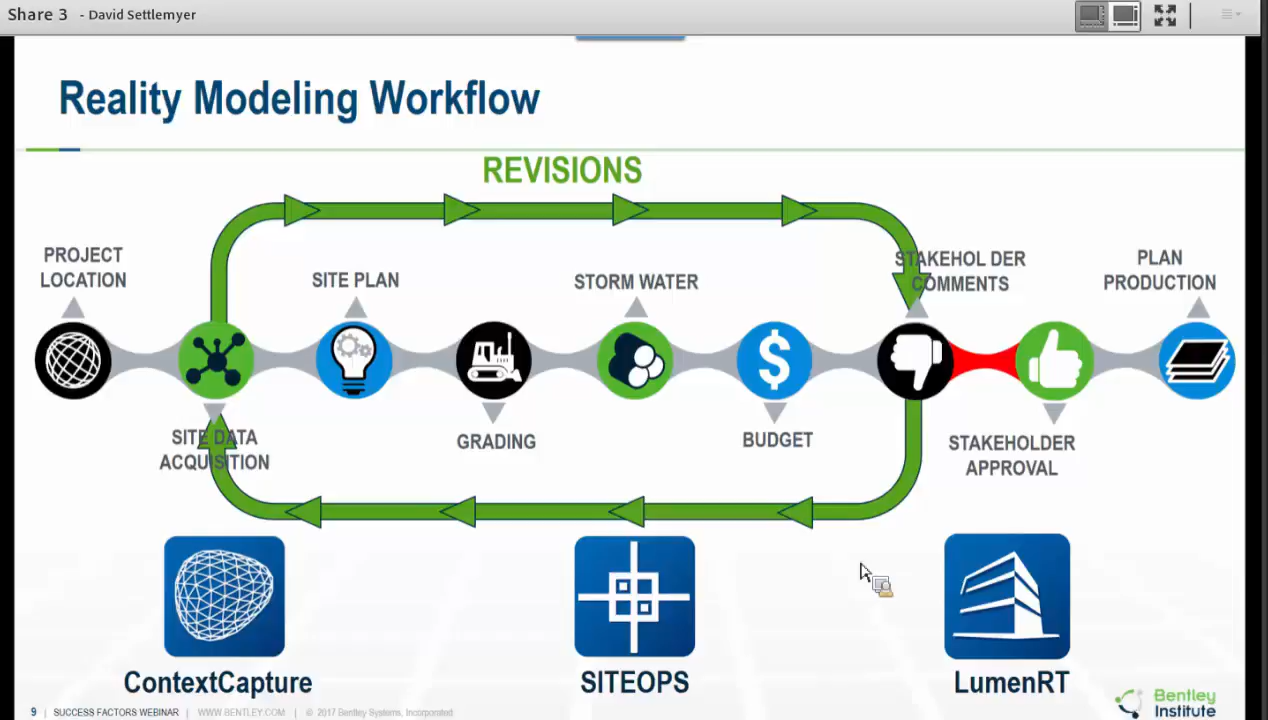 Share 3 - David Settlemyer
Reality Modeling Workflow
REVISIONS
PROJECT
LOCATION
SITE DATA
ACQUISITION
SITE PLAN
GRADING
STORM WATER
BUDGET
$
STAKEHOL DER
COMMENTS
STAKEHOLDER
APPROVAL
PLAN
PRODUCTION
ContextCapture
SITEOPS
LumenRT
9 | SUCCESS FACTORS WEBINAR | WWW.BENTLEY.COM | © 2017 Bentley Systems, Incorporated
Bentley
Institute